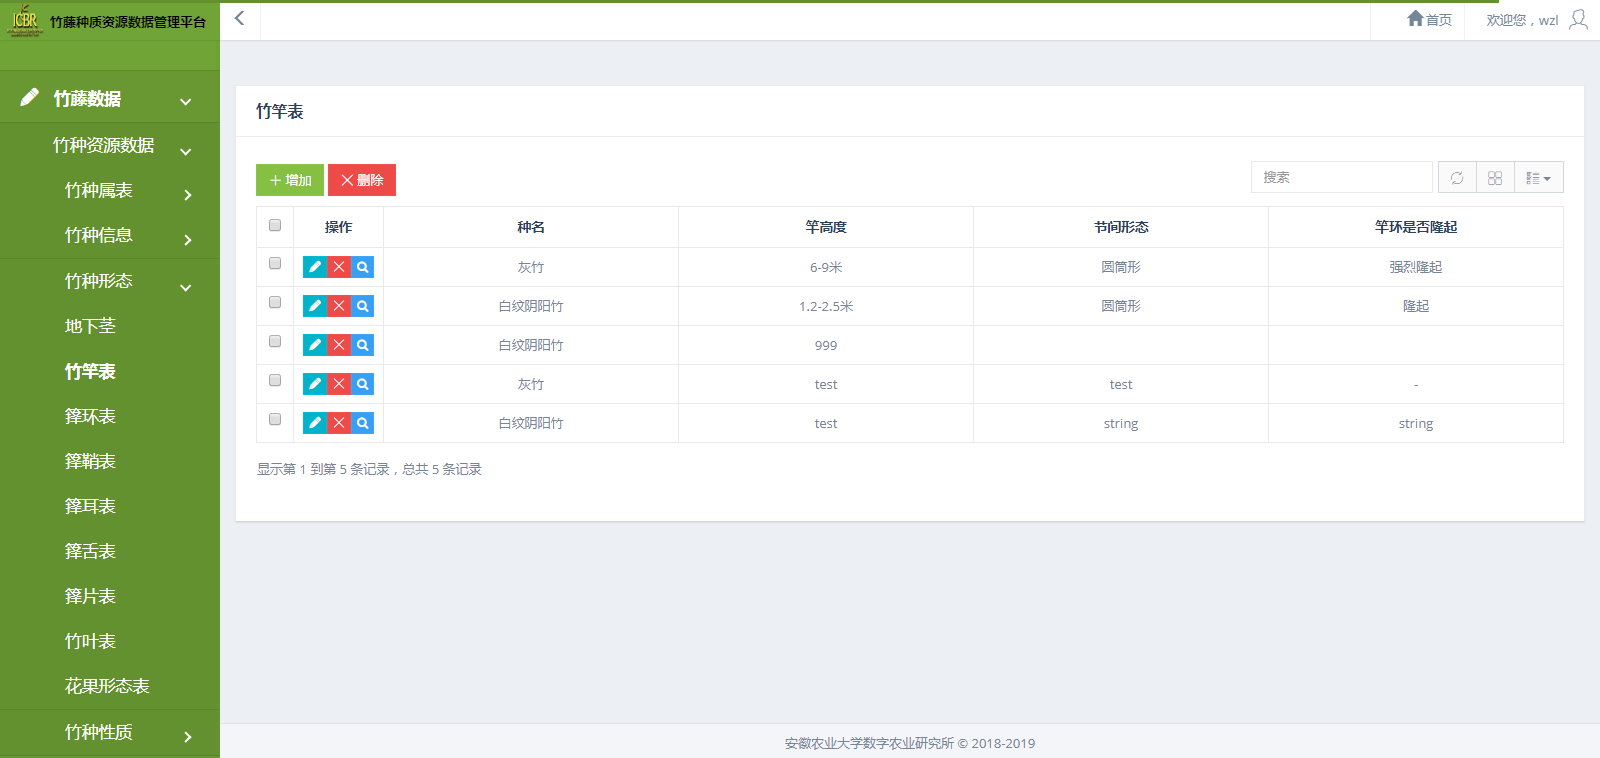 ICBR 竹藤种质资源数据管理平台
首页
欢迎您，wzl
竹藤数据
竹种资源数据
竹种属表
竹种信息
竹种形态
地下茎
竹竿表
箨环表
箨鞘表
箨耳表
箨舌表
箨片表
竹叶表
花果形态表
竹种性质
竹竿表
增加 删除
搜索
操作 种名 竿高度 节间形态 竿环是否隆起
灰竹 6-9米 圆筒形 强烈隆起
白纹阴阳竹 1.2-2.5米 圆筒形 隆起
白纹阴阳竹 999
灰竹 test test -
白纹阴阳竹 test string string
显示第 1 到第 5 条记录，总共 5 条记录
安徽农业大学数字农业研究所 © 2018-2019